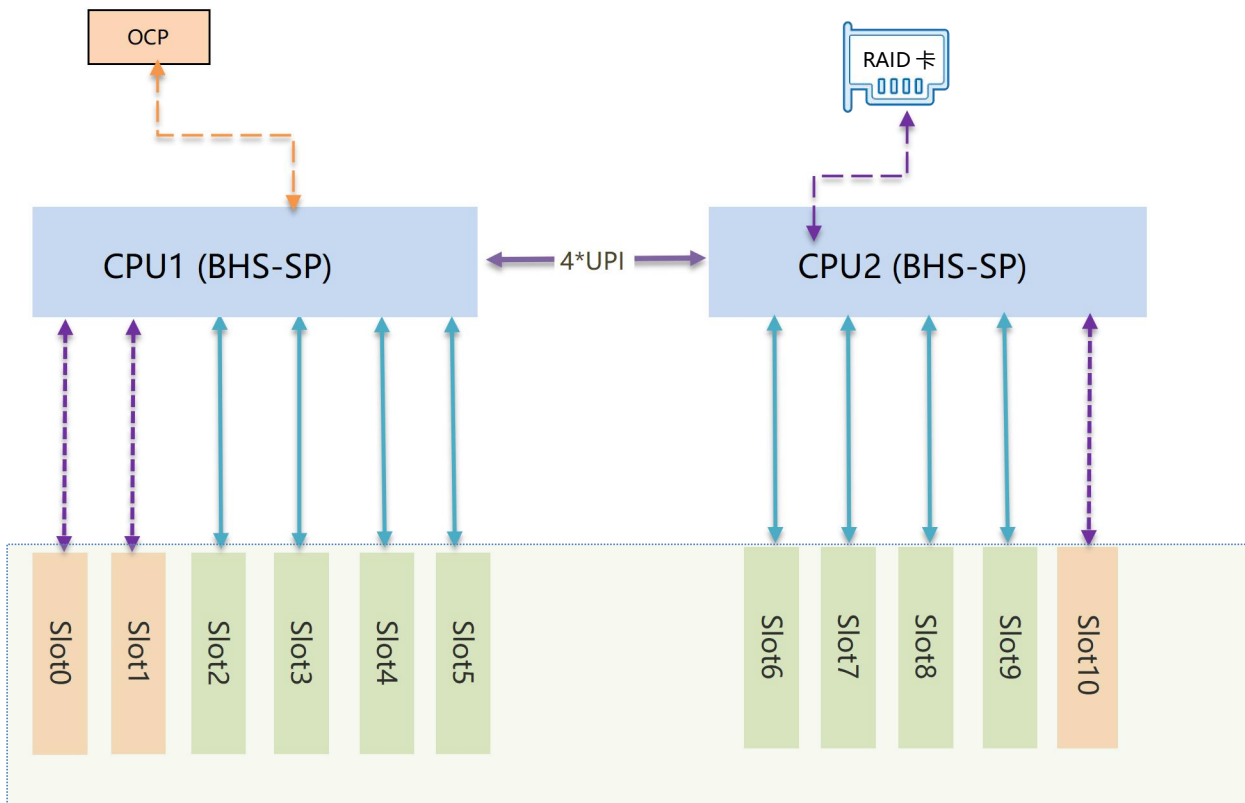 OCP
RAID 卡
CPU1 (BHS-SP)
4*UPI
CPU2 (BHS-SP)
Slot0
Slot1
Slot2
Slot3
Slot4
Slot5
Slot6
Slot7
Slot8
Slot9
Slot10